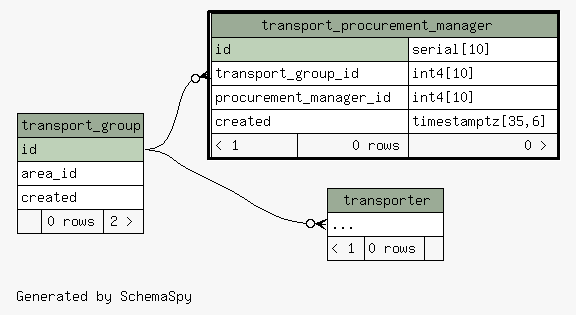 transport_procurement_manager
id serial[10]
transport_group_id int4[10]
procurement_manager_id int4[10]
created timestamptz[35,6]
< 1 0 rows 0 >
transport_group
id
area_id
created
0 rows 2 >
transporter
...
< 1 0 rows
Generated by SchemaSpy